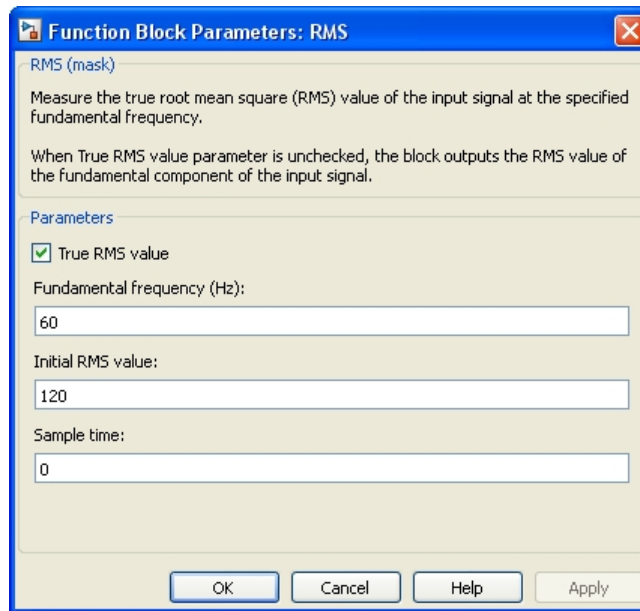 Function Block Parameters: RMS
RMS (mask)
Measure the true root mean square (RMS) value of the input signal at the specified
fundamental frequency.
When True RMS value parameter is unchecked, the block outputs the RMS value of
the fundamental component of the input signal.
Parameters
True RMS value
Fundamental frequency (Hz):
60
Initial RMS value:
120
Sample time:
0
OK Cancel Help Apply